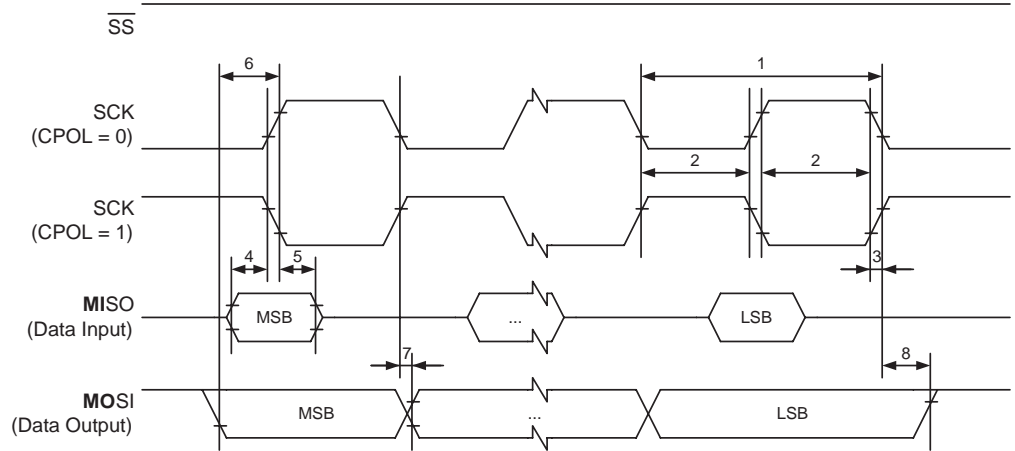 SS
6
1
SCK
(CPOL = 0)
2
2
SCK
(CPOL = 1)
4
5
3
MISO
(Data Input)
MSB
...
LSB
7
8
MOSI
(Data Output)
MSB
...
LSB